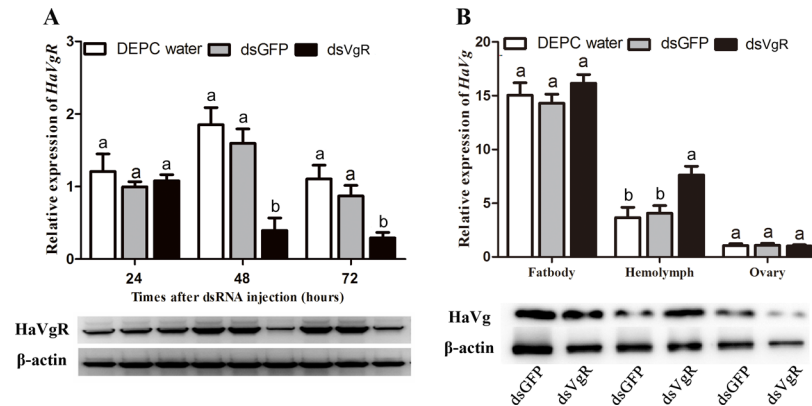 A
DEPC water dsGFP dsVgR
Relative expression of HaVgR
3
2
1
0
a a a
a a b
a a b
24 48 72
Times after dsRNA injection (hours)
HaVgR
β-actin
B
DEPC water dsGFP dsVgR
Relative expression of HaVg
20
15
10
5
0
a a a
b b a
a a a
Fatbody Hemolymph Ovary
HaVg
β-actin
dsGFP dsVgR dsGFP dsVgR dsGFP dsVgR